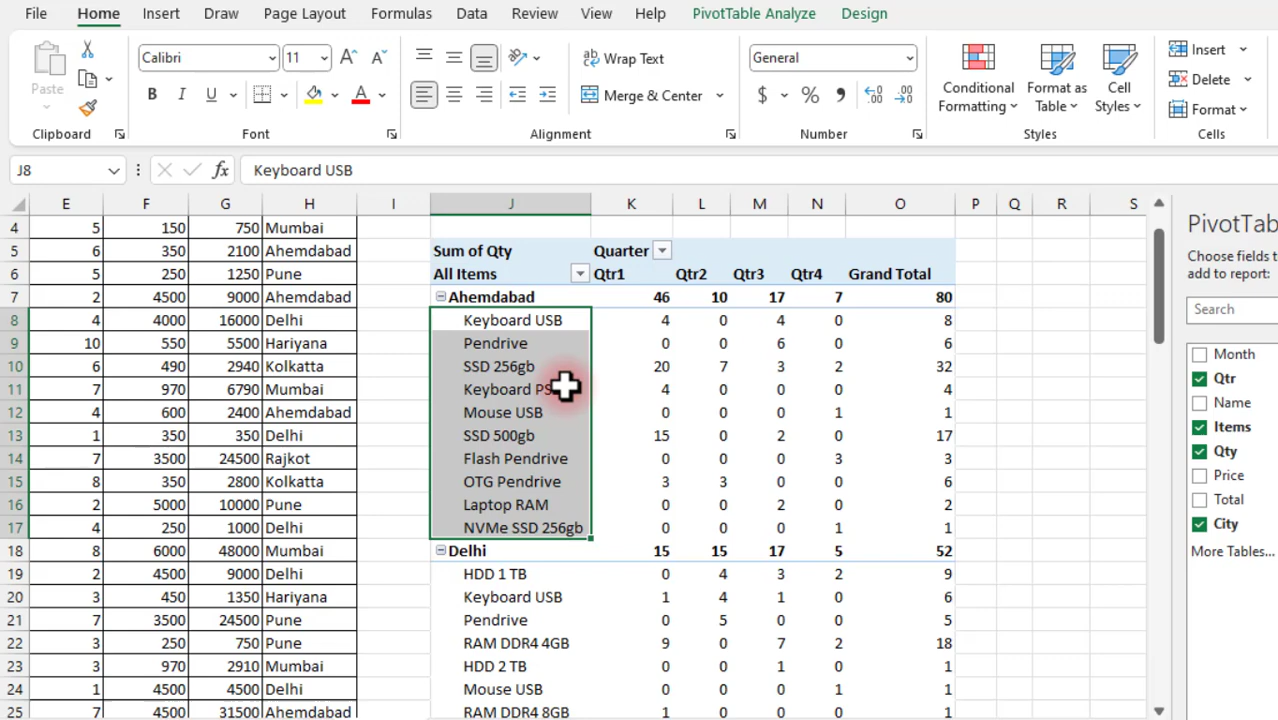 File Home Insert Draw Page Layout Formulas Data Review View Help PivotTable Analyze Design
Paste
Calibri 11 A A
B I U A
Wrap Text
Merge & Center
General
$ % , .00
Conditional Formatting
Format as Table
Cell Styles
Insert
Delete
Format
Clipboard Font Alignment Number Styles Cells
J8 fx Keyboard USB
E F G H I J K L M N O P Q R S
4 5 150 750 Mumbai
5 6 350 2100 Ahemdabad Sum of Qty Quarter
6 5 250 1250 Pune All Items Qtr1 Qtr2 Qtr3 Qtr4 Grand Total
7 2 4500 9000 Ahemdabad Ahemdabad 46 10 17 7 80
8 4 4000 16000 Delhi Keyboard USB 4 0 4 0 8
9 10 550 5500 Hariyana Pendrive 0 0 6 0 6
10 6 490 2940 Kolkatta SSD 256gb 20 7 3 2 32
11 7 970 6790 Mumbai Keyboard 4 0 0 0 4
12 4 600 2400 Ahemdabad Mouse USB 0 0 0 1 1
13 1 350 350 Delhi SSD 500gb 15 0 2 0 17
14 7 3500 24500 Rajkot Flash Pendrive 0 0 0 3 3
15 8 350 2800 Kolkatta OTG Pendrive 3 3 0 0 6
16 2 5000 10000 Pune Laptop RAM 0 0 2 0 2
17 4 250 1000 Delhi NVMe SSD 256gb 0 0 0 1 1
18 8 6000 48000 Mumbai Delhi 15 15 17 5 52
19 2 4500 9000 Delhi HDD 1 TB 0 4 3 2 9
20 3 450 1350 Hariyana Keyboard USB 1 4 1 0 6
21 7 3500 24500 Pune Pendrive 0 5 0 0 5
22 3 250 750 Pune RAM DDR4 4GB 9 0 7 2 18
23 3 970 2910 Mumbai HDD 2 TB 0 0 1 0 1
24 1 4500 4500 Delhi Mouse USB 0 0 0 1 1
25 7 4500 31500 Ahemdabad RAM DDR4 8GB 1 0 0 0 1
PivotTab
Choose fields t
add to report:
Search
Month
Qtr
Name
Items
Qty
Price
Total
City
More Tables...